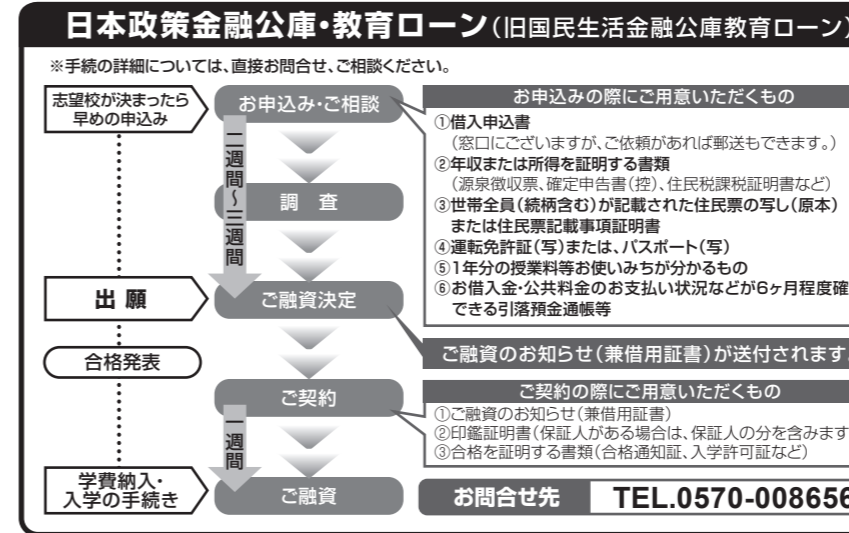 日本政策金融公庫・教育ローン（旧国民生活金融公庫教育ローン）
※手続の詳細については、直接お問合せ、ご相談ください。
志望校が決まったら
早めの申込み
出 願
合格発表
学費納入・
入学の手続き
お申込み・ご相談
二週間〜三週間
調 査
ご融資決定
ご契約
一週間
ご融資
お申込みの際にご用意いただくもの
①借入申込書
（窓口にございますが、ご依頼があれば郵送もできます。）
②年収または所得を証明する書類
（源泉徴収票、確定申告書（控）、住民税課税証明書など）
③世帯全員（続柄含む）が記載された住民票の写し（原本）
または住民票記載事項証明書
④運転免許証（写）または、パスポート（写）
⑤1年分の授業料等お使いみちが分かるもの
⑥お借入金・公共料金のお支払い状況などが6ヶ月程度確
できる引落預金通帳等
ご融資のお知らせ（兼借用証書）が送付されます。
ご契約の際にご用意いただくもの
①ご融資のお知らせ（兼借用証書）
②印鑑証明書（保証人がある場合は、保証人の分を含みます
③合格を証明する書類（合格通知証、入学許可証など）
お問合せ先 TEL.0570-008656